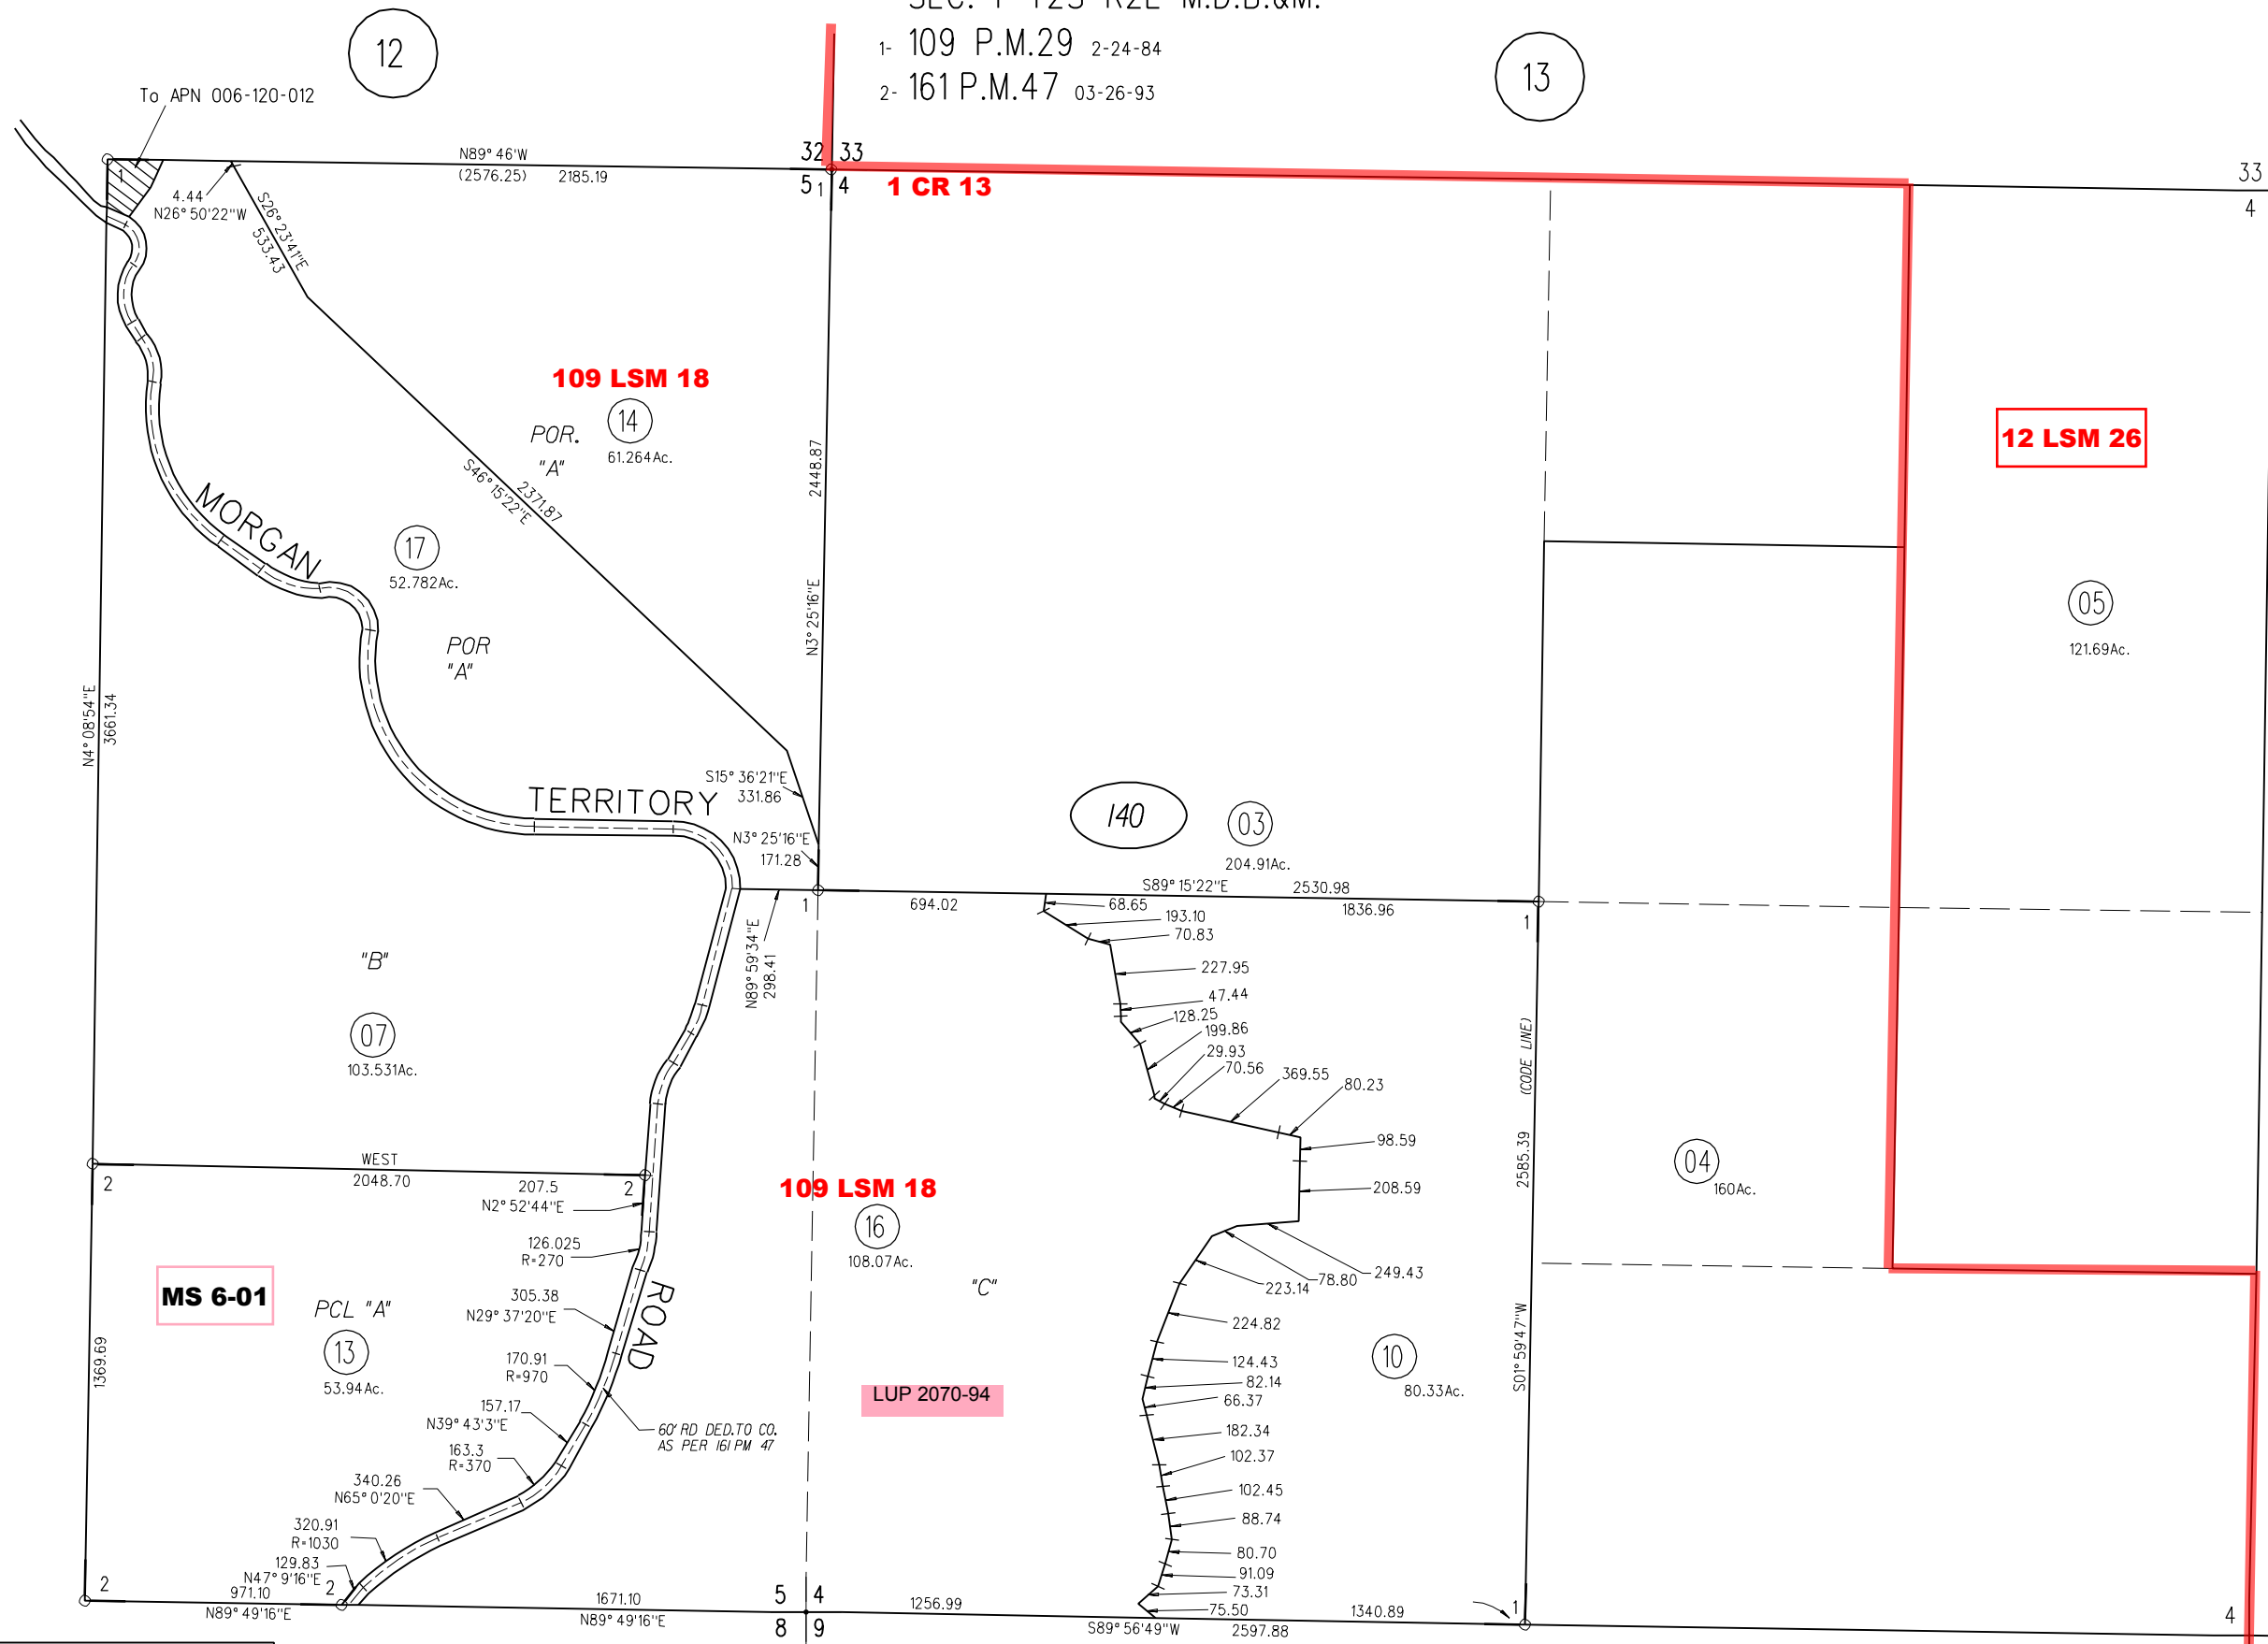 12
1- 109 P.M.29 2-24-84
2- 161 P.M.47 03-26-93
13
To APN 006-120-012
N89°46'W
(2576.25) 2185.19
32 33
5 1 4
1 CR 13
33
4
1
4.44
N26°50'22"W
S26°23'41"E
533.43
109 LSM 18
14
POR.
"A"
61.264Ac.
S46°15'22"E
2371.87
2448.87
N3°25'16"E
12 LSM 26
05
121.69Ac.
MORGAN
17
52.782Ac.
POR
"A"
N4°08'54"E
3661.34
TERRITORY
S15°36'21"E
331.86
N3°25'16"E
171.28
140
03
204.91Ac.
S89°15'22"E 2530.98
1
694.02
68.65
1836.96
1
193.10
70.83
N89°59'34"E
298.41
"B"
07
103.531Ac.
227.95
47.44
128.25
199.86
29.93
70.56
369.55
80.23
98.59
208.59
249.43
78.80
223.14
224.82
124.43
82.14
66.37
182.34
102.37
102.45
88.74
80.70
91.09
73.31
75.50
2585.39 (CODE LINE)
S01°59'47"W
04
160Ac.
WEST
2
2048.70
207.5
2
N2°52'44"E
109 LSM 18
16
108.07Ac.
"C"
126.025
R=270
ROAD
MS 6-01
PCL "A"
13
53.94Ac.
305.38
N29°37'20"E
170.91
R=970
157.17
N39°43'3"E
163.3
R=370
340.26
N65°0'20"E
320.91
R=1030
129.83
N47°9'16"E
1369.69
60' RD DED.TO CO.
AS PER 161 PM 47
LUP 2070-94
10
80.33Ac.
2
971.10
2
N89°49'16"E
1671.10
N89°49'16"E
5 4
8 9
1256.99
S89°56'49"W
2597.88
1340.89
1
4